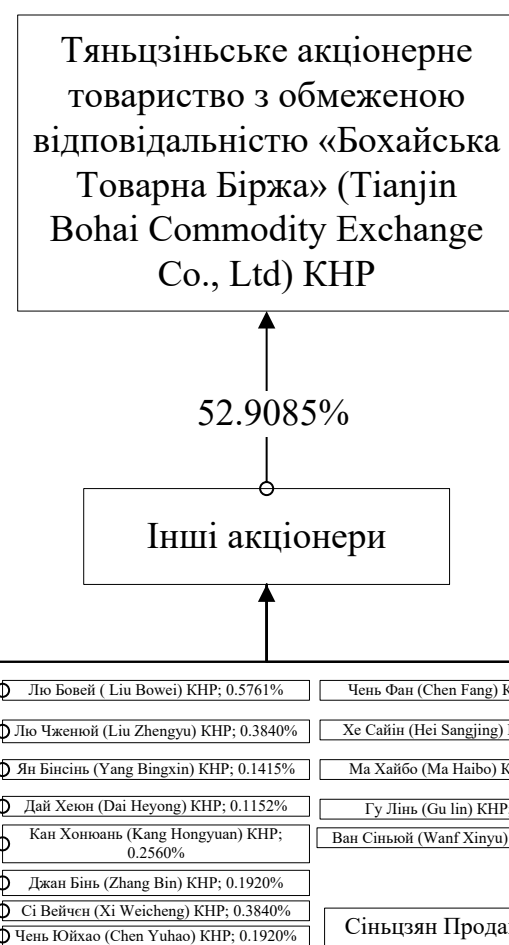 Тяньцзіньське акціонерне
товариство з обмеженою
відповідальністю «Бохайська
Товарна Біржа» (Tianjin
Bohai Commodity Exchange
Co., Ltd) КНР
52.9085%
Інші акціонери
Лю Бовей ( Liu Bowei) КНР; 0.5761%
Лю Чженюй (Liu Zhengyu) КНР; 0.3840%
Ян Бінсінь (Yang Bingxin) КНР; 0.1415%
Дай Хеюн (Dai Heyong) КНР; 0.1152%
Кан Хонюань (Kang Hongyuan) КНР;
0.2560%
Джан Бінь (Zhang Bin) КНР; 0.1920%
Сі Вейчєн (Xi Weicheng) КНР; 0.3840%
Чень Юйхао (Chen Yuhao) КНР; 0.1920%
Чень Фан (Chen Fang) К
Хе Сайін (Hei Sangjing)
Ма Хайбо (Ma Haibo) К
Гу Лінь (Gu lin) КНР
Ван Сіньюй (Wanf Xinyu)
Сіньцзян Прода